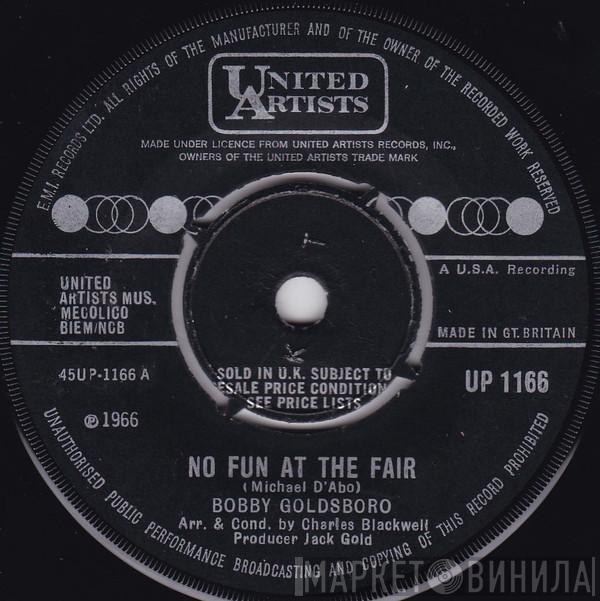 E.M.I. RECORDS LTD. ALL RIGHTS OF THE MANUFACTURER AND OF THE OWNER OF THE RECORDED WORK RESERVED
UNITED
ARTISTS
MADE UNDER LICENCE FROM UNITED ARTISTS RECORDS, INC.,
OWNERS OF THE UNITED ARTISTS TRADE MARK
UNITED
ARTISTS MUS.
MECOLICO
BIEM/NCB
A U.S.A. Recording
MADE IN GT. BRITAIN
45UP-1166 A
℗ 1966
SOLD IN U.K. SUBJECT TO
RESALE PRICE CONDITIONS
SEE PRICE LISTS
UP 1166
NO FUN AT THE FAIR
(Michael D'Abo)
BOBBY GOLDSBORO
Arr. & Cond. by Charles Blackwell
Producer Jack Gold
UNAUTHORISED PUBLIC PERFORMANCE BROADCASTING AND COPYING OF THIS RECORD PROHIBITED
МАРКЕТ ВИНИЛА